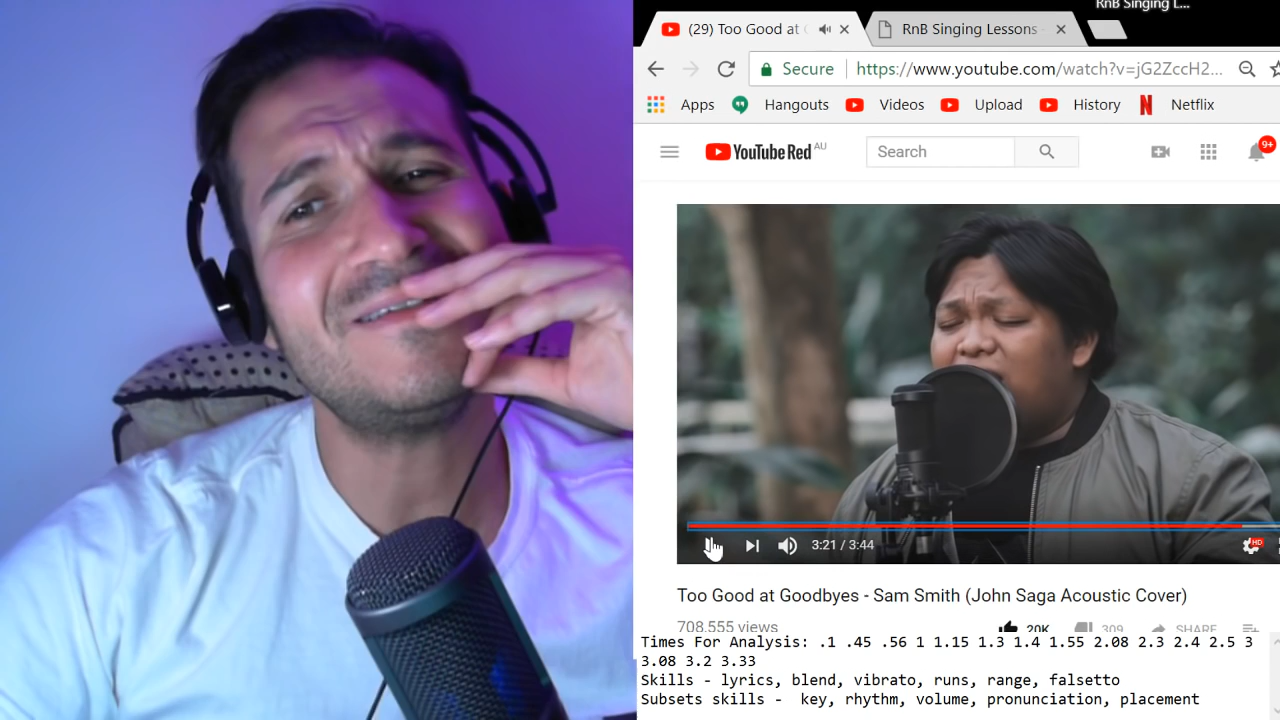 RnB Singing L...
(29) Too Good at
RnB Singing Lessons -
Secure https://www.youtube.com/watch?v=jG2ZccH2...
Apps Hangouts Videos Upload History Netflix
YouTube Red AU Search 9+
3:21 / 3:44 HD
Too Good at Goodbyes - Sam Smith (John Saga Acoustic Cover)
708,555 views 20K 309 SHARE
Times For Analysis: .1 .45 .56 1 1.15 1.3 1.4 1.55 2.08 2.3 2.4 2.5 3
3.08 3.2 3.33
Skills - lyrics, blend, vibrato, runs, range, falsetto
Subsets skills - key, rhythm, volume, pronunciation, placement